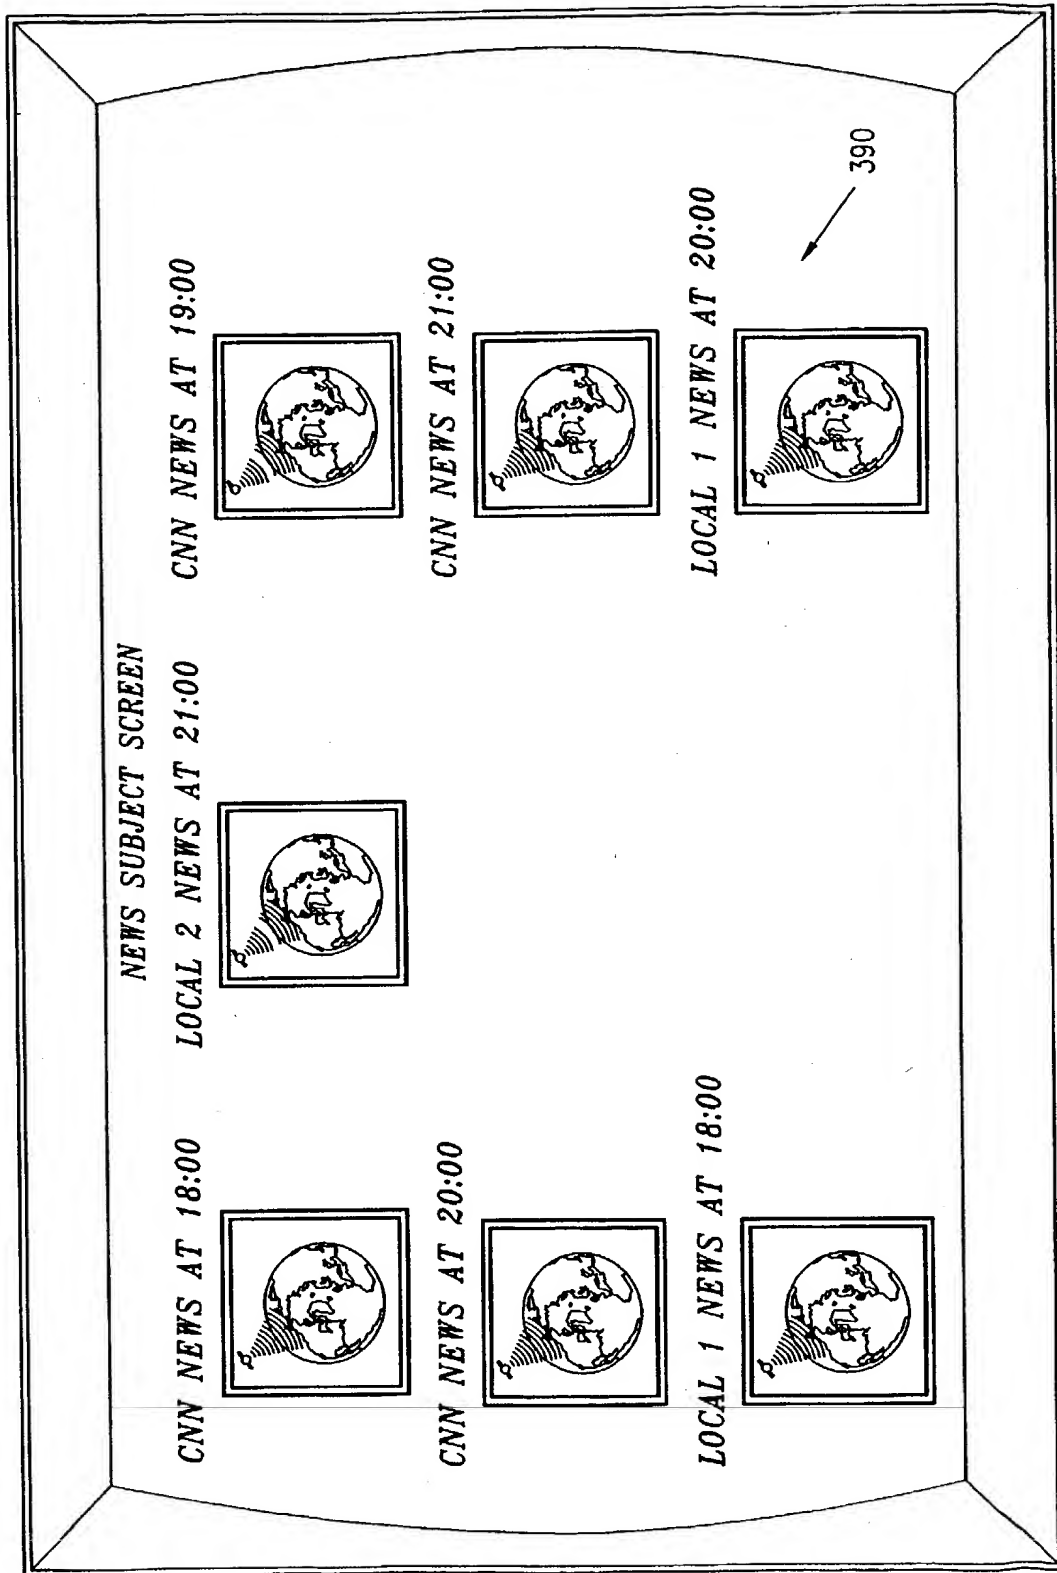 NEWS SUBJECT SCREEN
CNN NEWS AT 18:00
LOCAL 2 NEWS AT 21:00
CNN NEWS AT 19:00
CNN NEWS AT 20:00
CNN NEWS AT 21:00
LOCAL 1 NEWS AT 18:00
LOCAL 1 NEWS AT 20:00
390